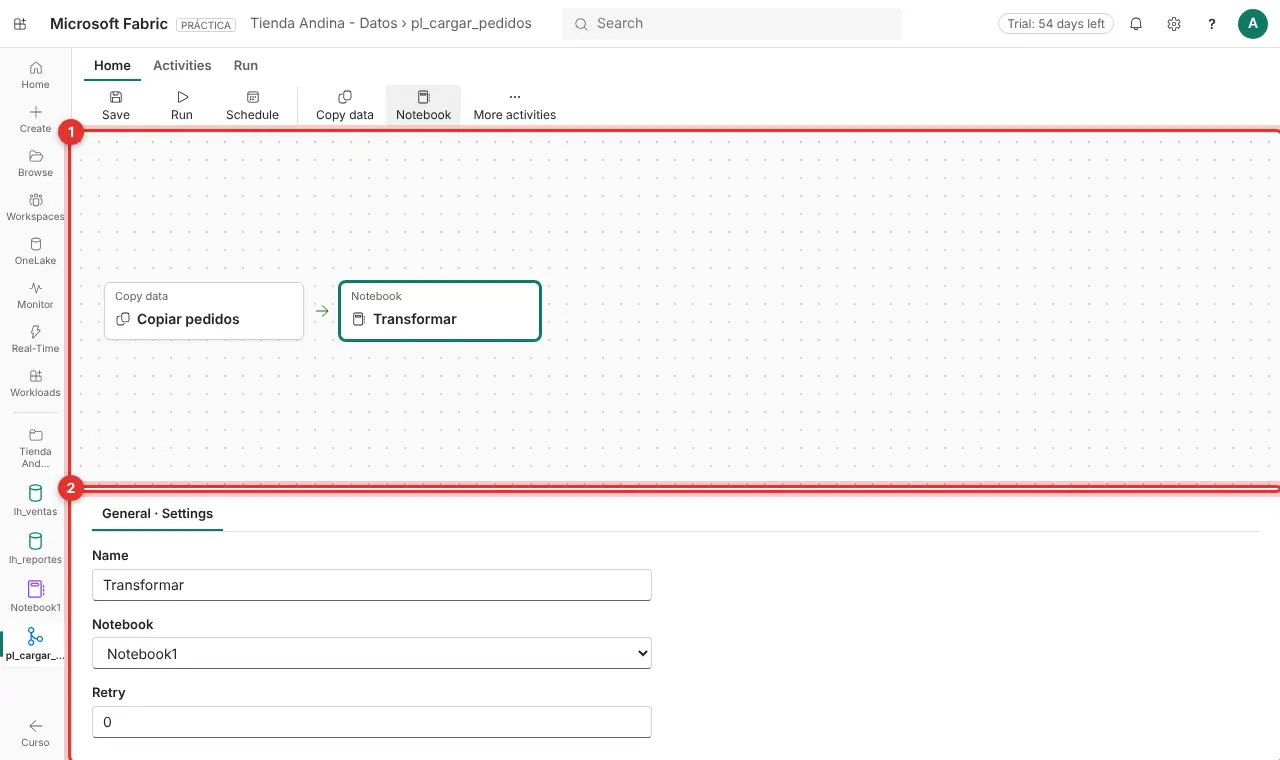 Microsoft Fabric PRÁCTICA Tienda Andina - Datos › pl_cargar_pedidos Search Trial: 54 days left ? A
Home Activities Run
Save Run Schedule Copy data Notebook ... More activities
Home
Create
Browse
Workspaces
OneLake
Monitor
Real-Time
Workloads
Tienda
And...
lh_ventas
lh_reportes
Notebook1
pl_cargar_...
Curso
1
Copy data
Copiar pedidos
Notebook
Transformar
2
General · Settings
Name
Transformar
Notebook
Notebook1
Retry
0